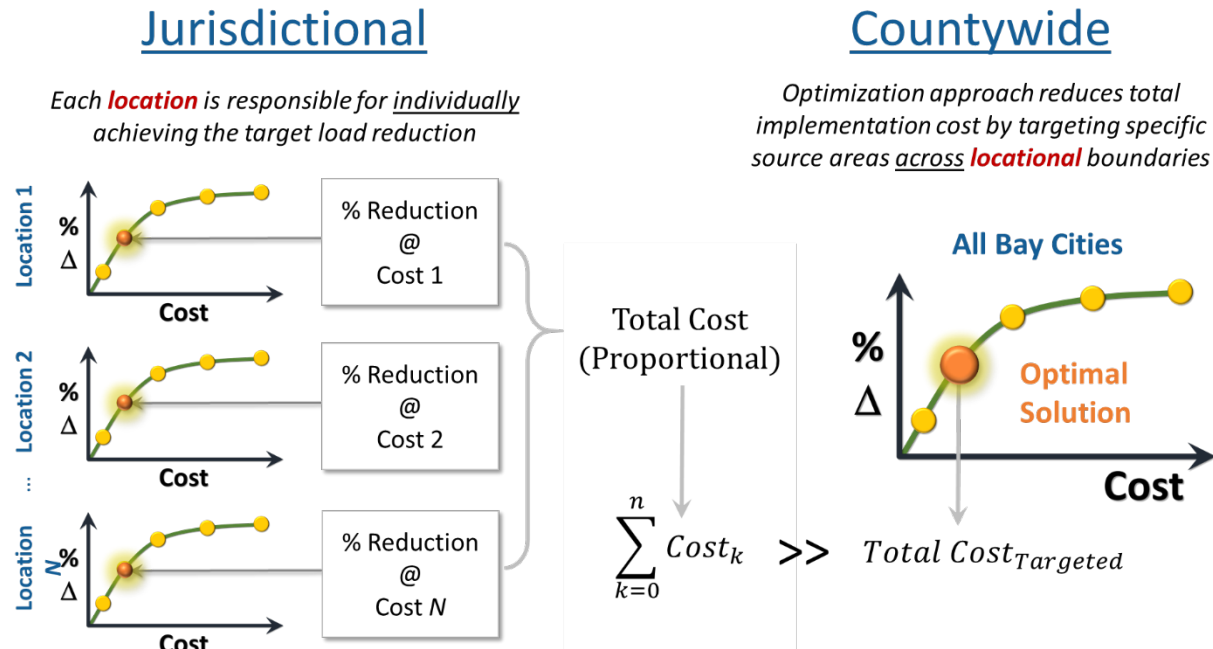 Jurisdictional
Each location is responsible for individually
achieving the target load reduction
Location 1
%
Δ
Cost
% Reduction
@
Cost 1
Location 2
%
Δ
Cost
% Reduction
@
Cost 2
...
Location
N
%
Δ
Cost
% Reduction
@
Cost N
Total Cost
(Proportional)
n
∑ Cost_k
k=0
>>
Countywide
Optimization approach reduces total
implementation cost by targeting specific
source areas across locational boundaries
All Bay Cities
%
Δ
Optimal
Solution
Cost
Total Cost_Targeted